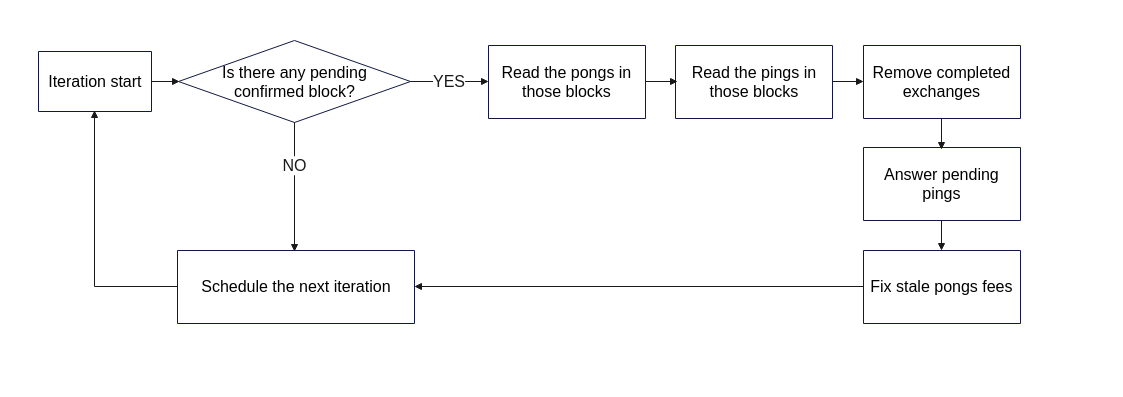 Iteration start
Is there any pending
confirmed block?
YES
Read the pongs in
those blocks
Read the pings in
those blocks
Remove completed
exchanges
NO
Answer pending
pings
Schedule the next iteration
Fix stale pongs fees